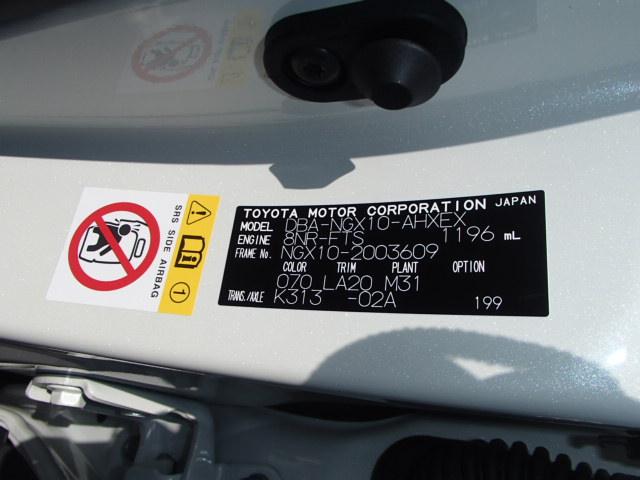 SRS SIDE AIRBAG
1
TOYOTA MOTOR CORPORATION JAPAN
MODEL DBA-NGX10-AHXEX
ENGINE 8NR-FTS 1196 mL
FRAME No. NGX10-2003609
COLOR TRIM PLANT OPTION
070 LA20 M31
TRANS./AXLE K313 -02A 199